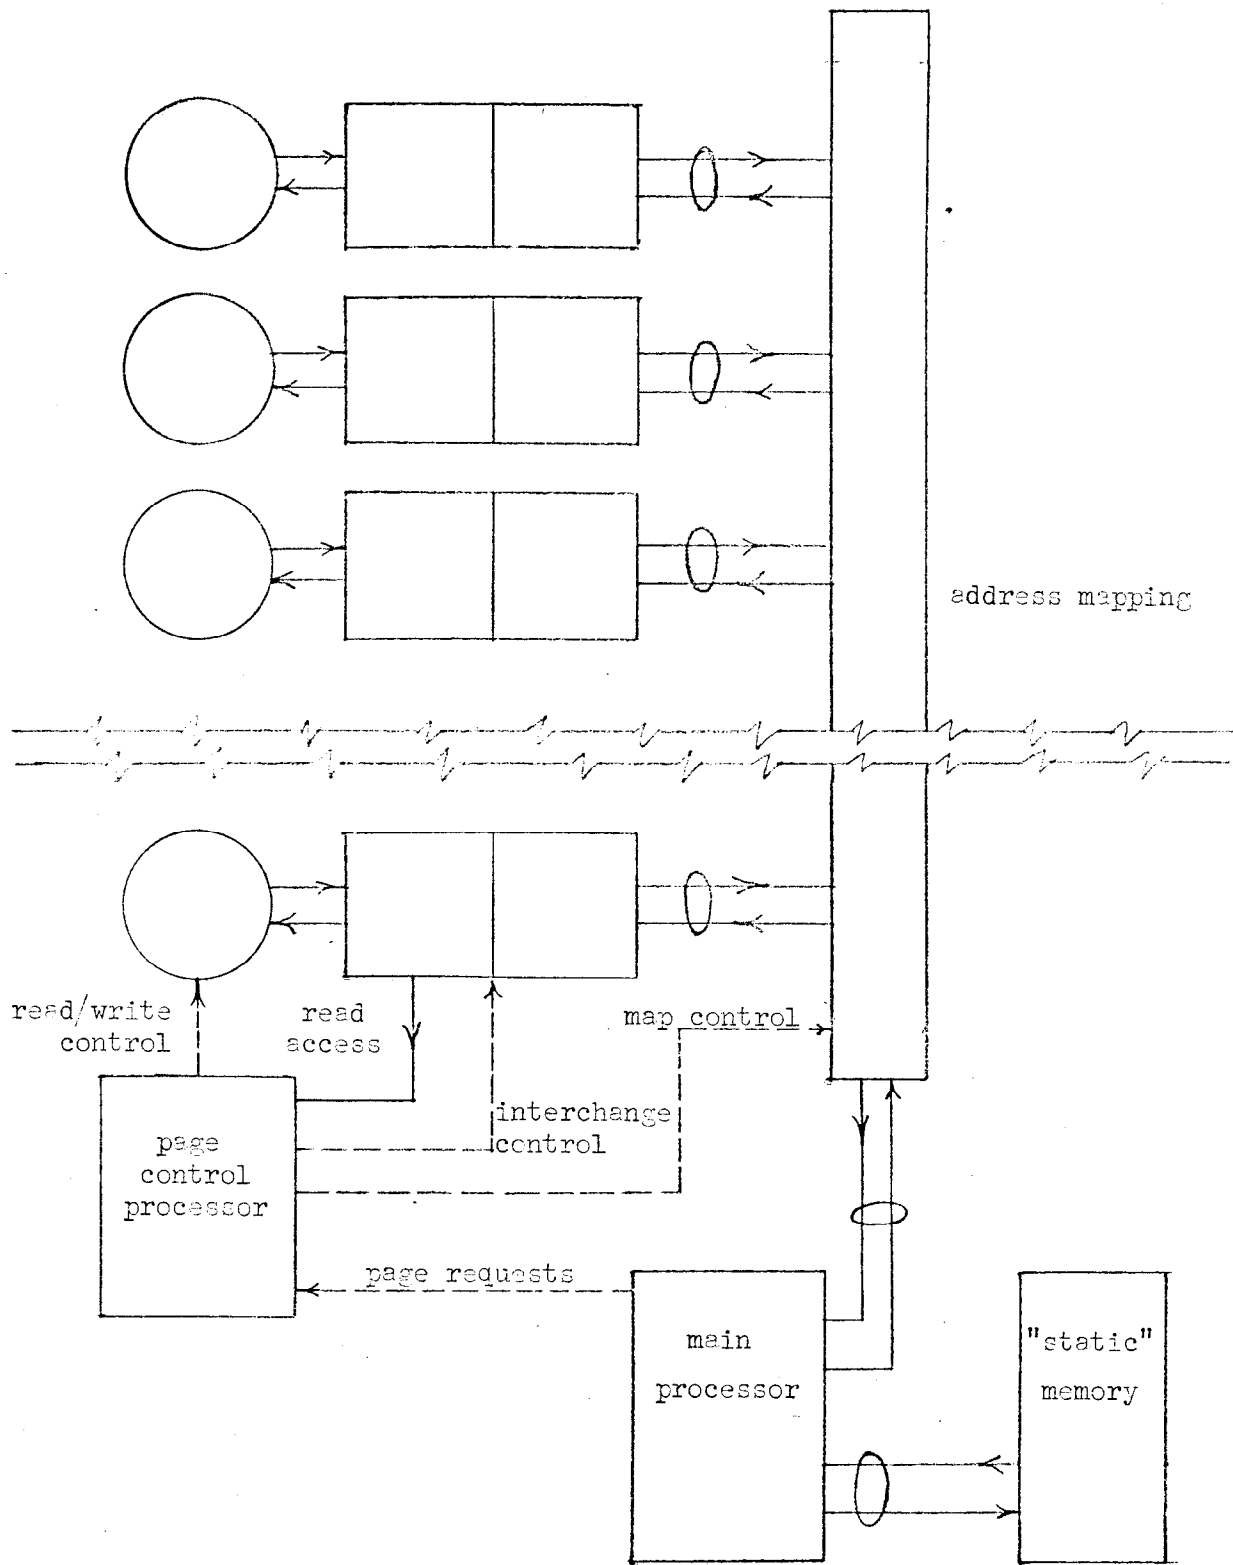 address mapping
read/write
control
read
access
map control
interchange
control
page
control
processor
page requests
main
processor
"static"
memory